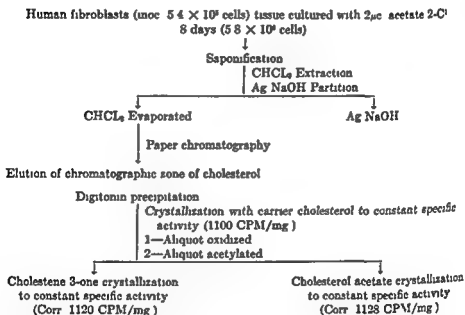 Human fibroblasts (inoc 5 4 × 10⁵ cells) tissue cultured with 2μc acetate 2-C¹
8 days (5 8 × 10⁶ cells)
Saponification
CHCL₃ Extraction
Aq NaOH Partition
CHCL₃ Evaporated
Aq NaOH
Paper chromatography
Elution of chromatographic zone of cholesterol
Digitonin precipitation
Crystallization with carrier cholesterol to constant specific
activity (1100 CPM/mg )
1—Aliquot oxidized
2—Aliquot acetylated
Cholestene 3-one crystallization
to constant specific activity
(Corr 1120 CPM/mg )
Cholesterol acetate crystallization
to constant specific activity
(Corr 1128 CPM/mg )